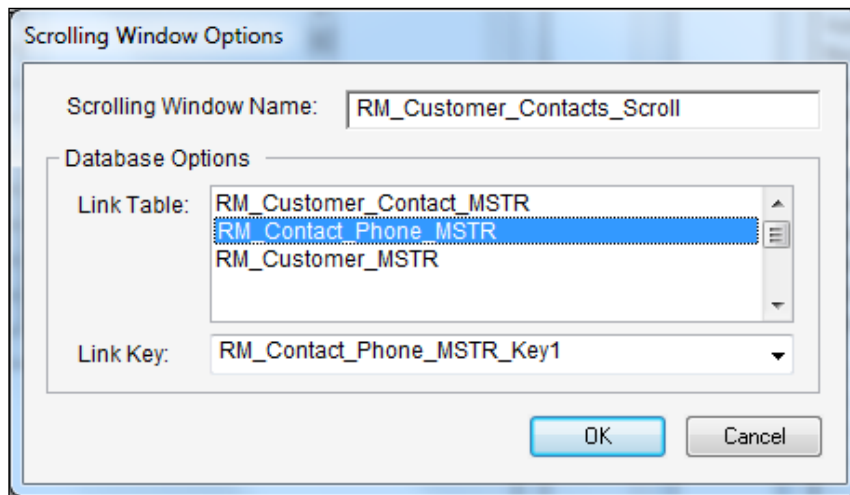 Scrolling Window Options
Scrolling Window Name: RM_Customer_Contacts_Scroll
Database Options
Link Table: RM_Customer_Contact_MSTR
RM_Contact_Phone_MSTR
RM_Customer_MSTR
Link Key: RM_Contact_Phone_MSTR_Key1
OK Cancel